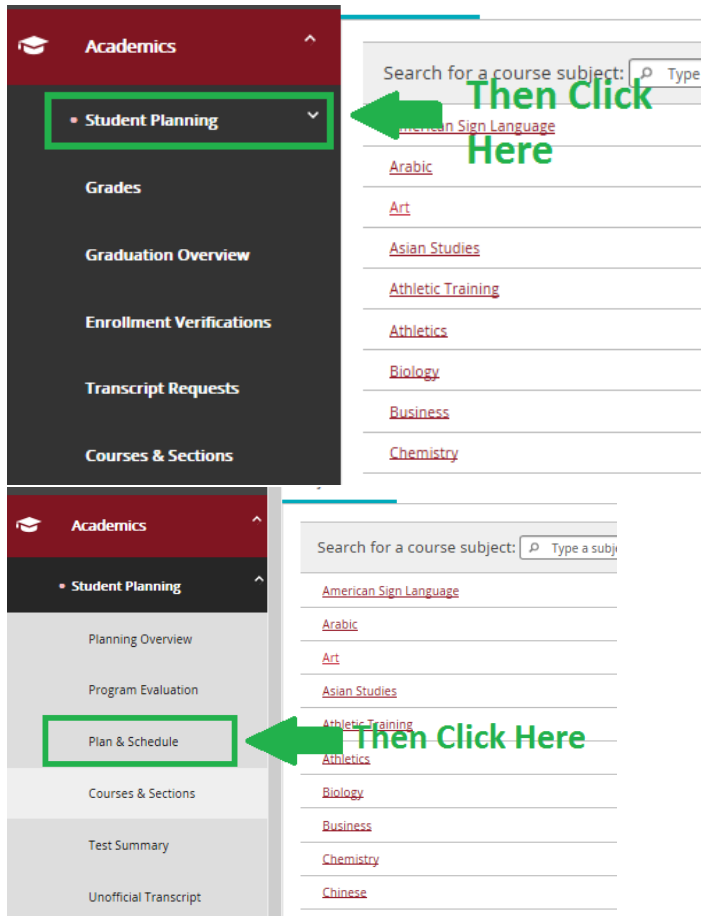 Academics
Search for a course subject: Type
Then Click
Student Planning
American Sign Language
Here
Grades
Arabic
Art
Graduation Overview
Asian Studies
Athletic Training
Enrollment Verifications
Athletics
Biology
Transcript Requests
Business
Courses & Sections
Chemistry
Academics
Search for a course subject: Type a subj
Student Planning
American Sign Language
Arabic
Planning Overview
Art
Program Evaluation
Asian Studies
Athletic Training
Plan & Schedule
Then Click Here
Athletics
Courses & Sections
Biology
Business
Test Summary
Chemistry
Unofficial Transcript
Chinese